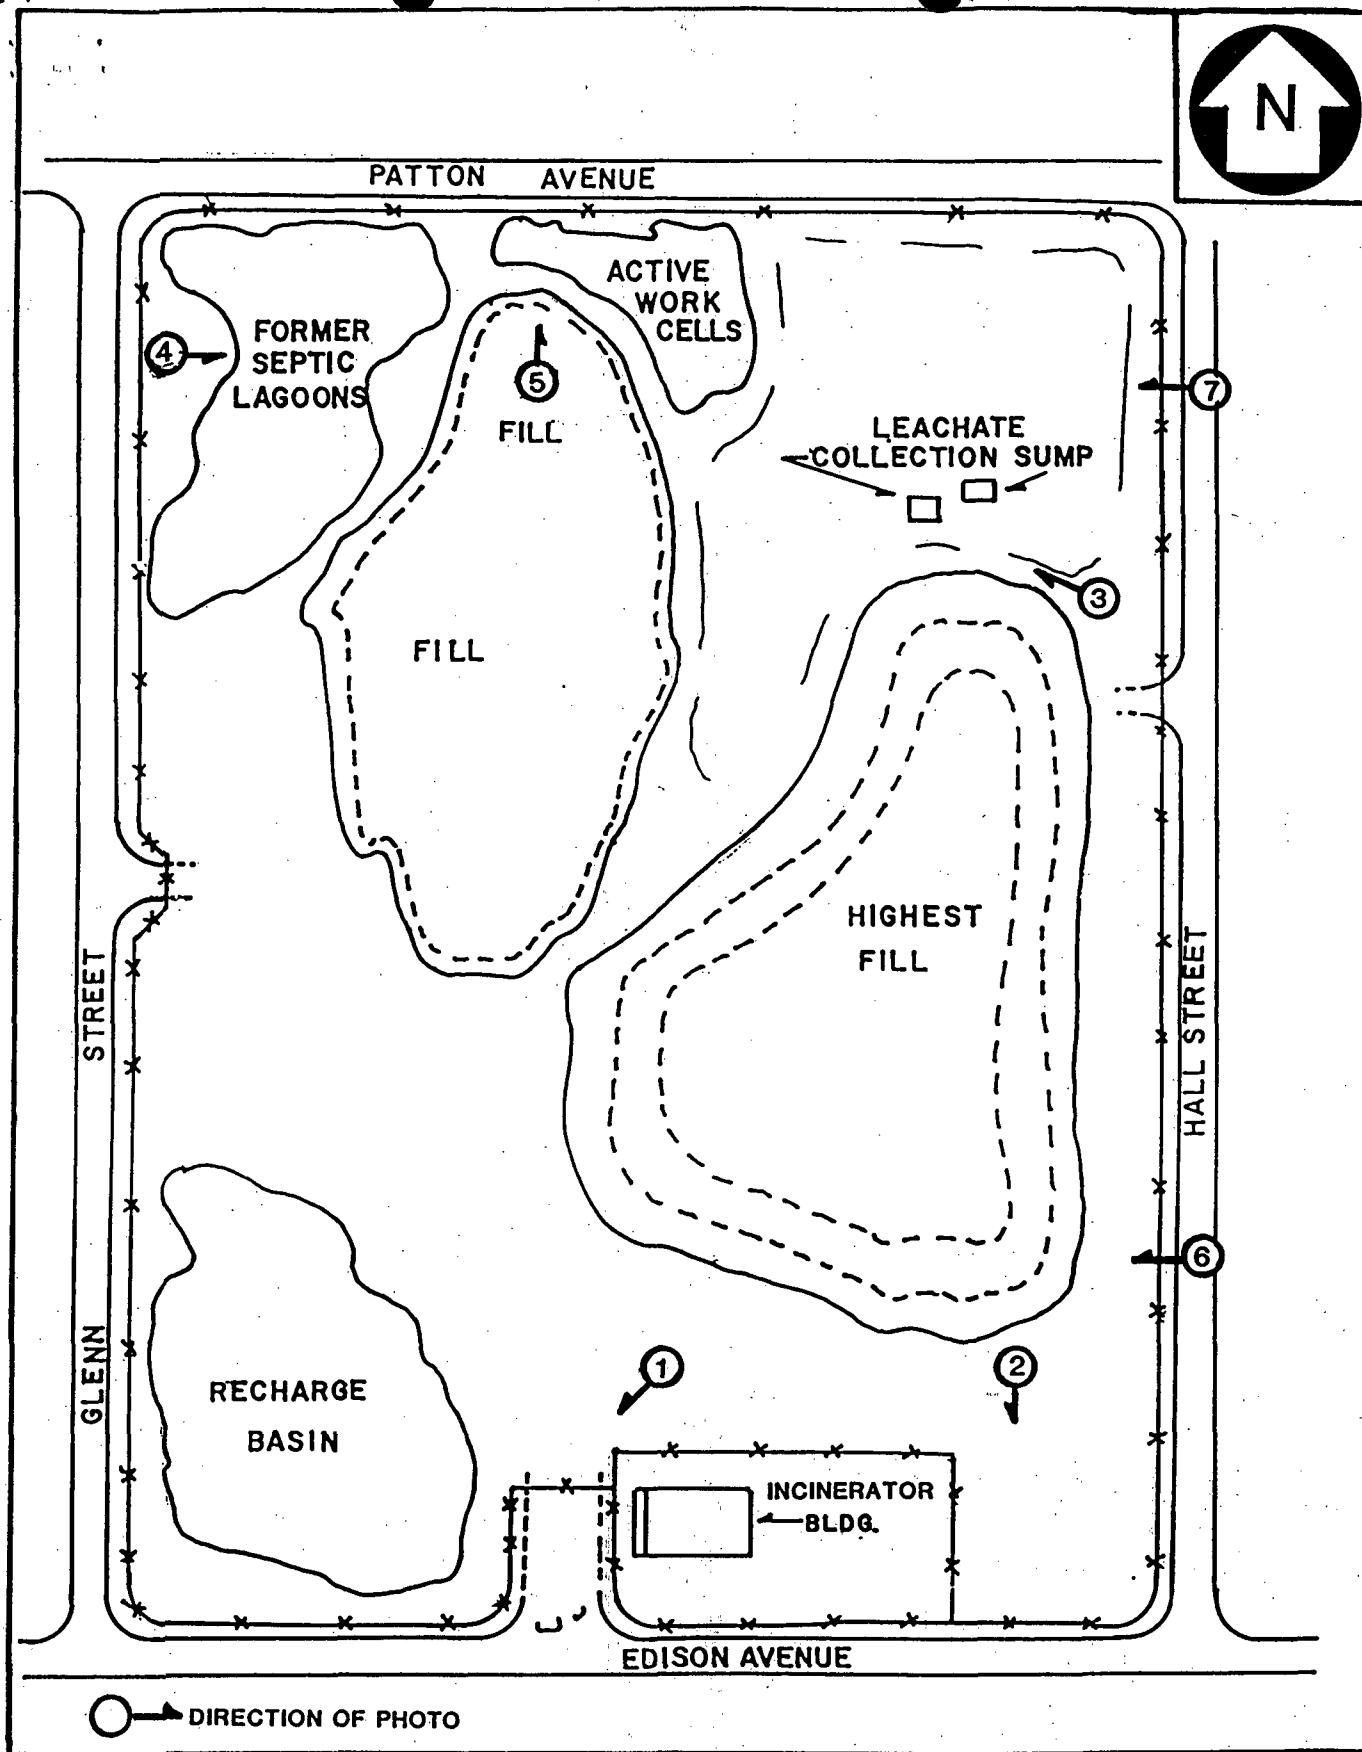 N
PATTON AVENUE
ACTIVE
WORK
CELLS
FORMER
SEPTIC
LAGOONS
4
5
FILL
7
LEACHATE
COLLECTION SUMP
3
FILL
HIGHEST
FILL
GLENN STREET
HALL STREET
6
1
2
RECHARGE
BASIN
INCINERATOR
BLDG.
EDISON AVENUE
DIRECTION OF PHOTO